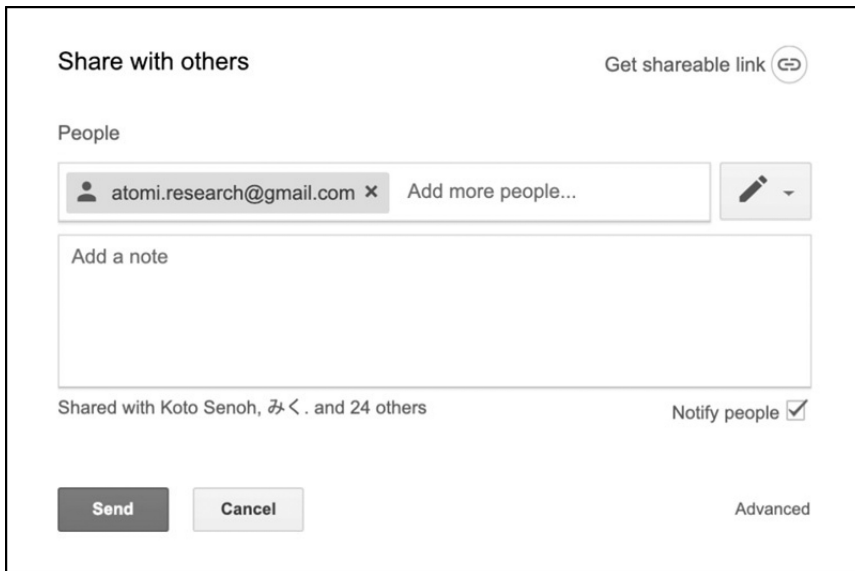 Share with others
Get shareable link
People
atomi.research@gmail.com × Add more people...
Add a note
Shared with Koto Senoh, みく. and 24 others
Notify people
Send Cancel
Advanced